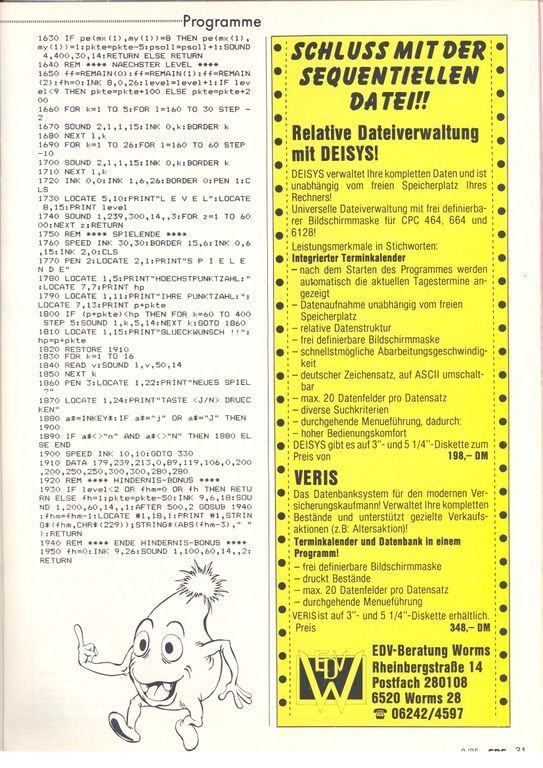 Programme
1630 IF pe(mx(1),my(1))=8 THEN pe(mx(1),
my(1))=1:pkte=pkte-5:psoll=psoll+1:SOUND
4,400,30,14:RETURN ELSE RETURN
1640 REM **** NAECHSTER LEVEL ****
1650 ff=REMAIN(0):ff=REMAIN(1):ff=REMAIN
(2):fh=0:INK 8,0,26:level=level+1:IF lev
el<9 THEN pkte=pkte+100 ELSE pkte=pkte+2
00
1660 FOR k=1 TO 5:FOR l=160 TO 30 STEP -
2
1670 SOUND 2,l,1,15:INK 0,k:BORDER k
1680 NEXT l,k
1690 FOR k=1 TO 26:FOR l=160 TO 60 STEP
-10
1700 SOUND 2,l,1,15:INK 0,k:BORDER k
1710 NEXT l,k
1720 INK 0,0:INK 1,6,26:BORDER 0:PEN 1:C
LS
1730 LOCATE 5,10:PRINT"L E V E L":LOCATE
8,15:PRINT level
1740 SOUND 1,239,300,14,,3:FOR z=1 TO 60
00:NEXT z:RETURN
1750 REM **** SPIELENDE ****
1760 SPEED INK 30,30:BORDER 15,6:INK 0,6
,15:INK 2,0:CLS
1770 PEN 2:LOCATE 2,1:PRINT"S P I E L E
N D E"
1780 LOCATE 1,5:PRINT"HOECHSTPUNKTZAHL:"
:LOCATE 7,7:PRINT hp
1790 LOCATE 1,11:PRINT"IHRE PUNKTZAHL:":
LOCATE 7,13:PRINT p+pkte
1800 IF (p+pkte)<hp THEN FOR k=60 TO 400
STEP 5:SOUND 1,k,5,14:NEXT k:GOTO 1860
1810 LOCATE 1,15:PRINT"GLUECKWUNSCH !!":
hp=p+pkte
1820 RESTORE 1910
1830 FOR k=1 TO 16
1840 READ v:SOUND 1,v,50,14
1850 NEXT k
1860 PEN 3:LOCATE 1,22:PRINT"NEUES SPIEL
?"
1870 LOCATE 1,24:PRINT"TASTE <J/N> DRUEC
KEN"
1880 a$=INKEY$:IF a$="j" OR a$="J" THEN
1900
1890 IF a$<>"n" AND a$<>"N" THEN 1880 EL
SE END
1900 SPEED INK 10,10:GOTO 330
1910 DATA 179,239,213,0,89,119,106,0,200
,200,250,250,300,300,280,280
1920 REM **** HINDERNIS-BONUS ****
1930 IF level<2 OR fhm=0 OR fh THEN RETU
RN ELSE fh=1:pkte=pkte-50:INK 9,6,18:SOU
ND 1,200,60,14,,1:AFTER 500,2 GOSUB 1940
:fhm=fhm-1:LOCATE #1,18,1:PRINT #1,STRIN
G$(fhm,CHR$(229));STRING$(ABS(fhm-3)," "
):RETURN
1940 REM **** ENDE HINDERNIS-BONUS ****
1950 fh=0:INK 9,26:SOUND 1,100,60,14,,2:
RETURN
SCHLUSS MIT DER
SEQUENTIELLEN
DATEI!!
Relative Dateiverwaltung
mit DEISYS!
DEISYS verwaltet Ihre kompletten Daten und ist
unabhängig vom freien Speicherplatz Ihres
Rechners!
Universelle Dateiverwaltung mit frei definierba-
rer Bildschirmmaske für CPC 464, 664 und
6128!
Leistungsmerkmale in Stichworten:
Integrierter Terminkalender
– nach dem Starten des Programmes werden
automatisch die aktuellen Tagestermine an-
gezeigt
– Datenaufnahme unabhängig vom freien
Speicherplatz
– relative Datenstruktur
– frei definierbare Bildschirmmaske
– schnellstmögliche Abarbeitungsgeschwindig-
keit
– deutscher Zeichensatz, auf ASCII umschalt-
bar
– max. 20 Datenfelder pro Datensatz
– diverse Suchkriterien
– durchgehende Menueführung, dadurch:
– hoher Bedienungskomfort
DEISYS gibt es auf 3"- und 5 1/4"-Diskette zum
Preis von 198,– DM
VERIS
Das Datenbanksystem für den modernen Ver-
sicherungskaufmann! Verwaltet Ihre kompletten
Bestände und unterstützt gezielte Verkaufs-
aktionen (z.B: Altersaktion)!
Terminkalender und Datenbank in einem
Programm!
– frei definierbare Bildschirmmaske
– druckt Bestände
– max. 20 Datenfelder pro Datensatz
– durchgehende Menueführung
VERIS ist auf 3"- und 5 1/4"-Diskette erhältlich.
Preis 348,– DM
EDV
W
EDV-Beratung Worms
Rheinbergstraße 14
Postfach 280108
6520 Worms 28
☎ 06242/4597